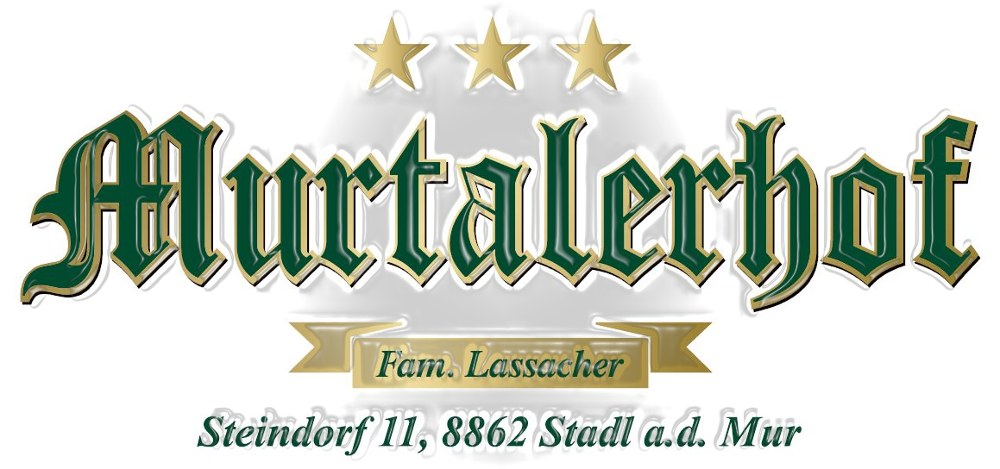 Murtalerhof
Fam. Lassacher
Steindorf 11, 8862 Stadl a.d. Mur